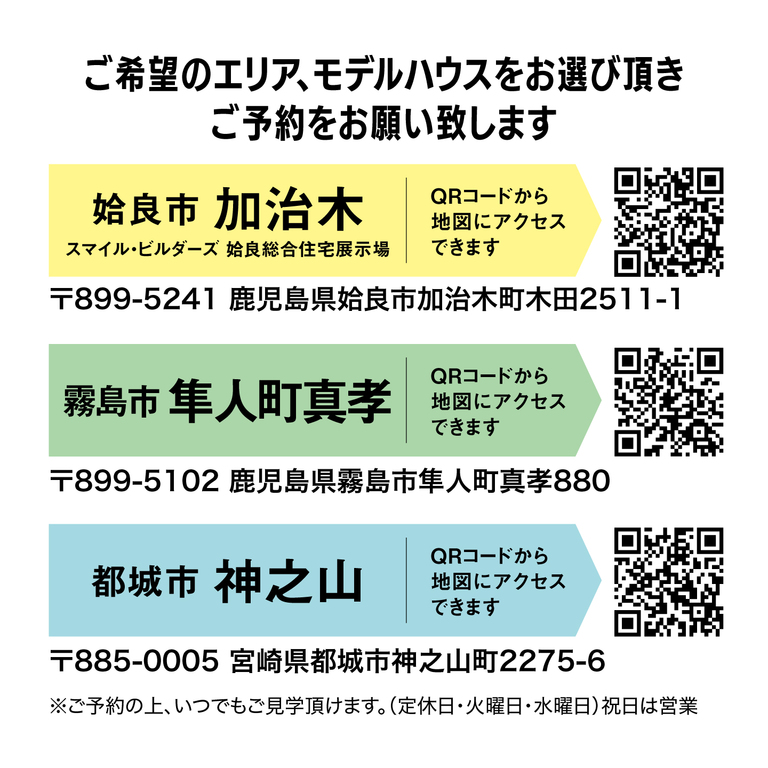 ご希望のエリア、モデルハウスをお選び頂き
ご予約をお願い致します
姶良市 加治木
スマイル・ビルダーズ 姶良総合住宅展示場
QRコードから
地図にアクセス
できます
〒899-5241 鹿児島県姶良市加治木町木田2511-1
霧島市 隼人町真孝
QRコードから
地図にアクセス
できます
〒899-5102 鹿児島県霧島市隼人町真孝880
都城市 神之山
QRコードから
地図にアクセス
できます
〒885-0005 宮崎県都城市神之山町2275-6
※ご予約の上、いつでもご見学頂けます。（定休日・火曜日・水曜日）祝日は営業